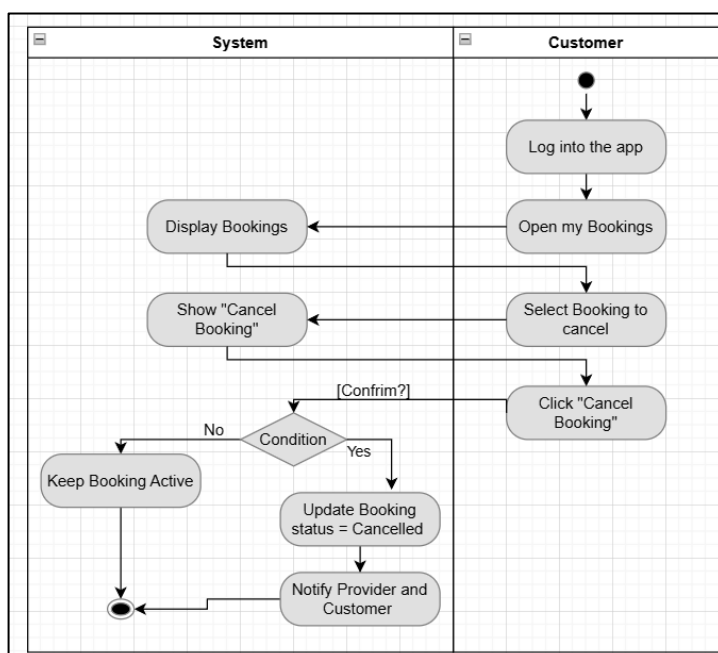 System
Customer
Log into the app
Display Bookings
Open my Bookings
Show "Cancel
Booking"
Select Booking to
cancel
[Confrim?]
Click "Cancel
Booking"
Condition
No
Yes
Keep Booking Active
Update Booking
status = Cancelled
Notify Provider and
Customer